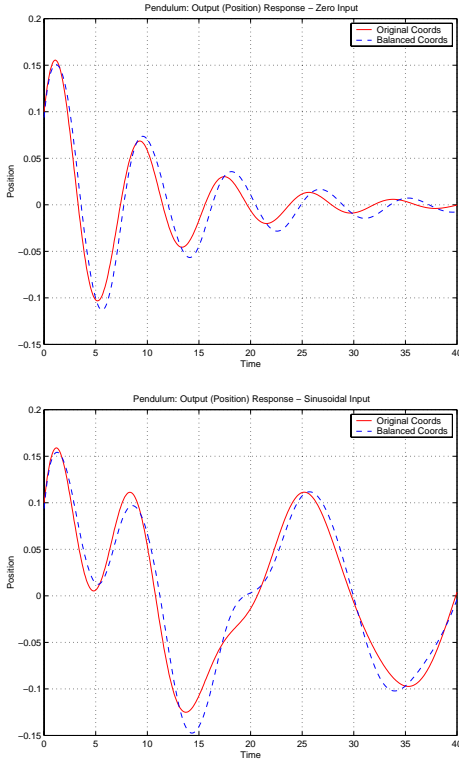 Pendulum: Output (Position) Response − Zero Input
0.2
0.15
0.1
0.05
0
−0.05
−0.1
−0.15
Position
Original Coords
Balanced Coords
0 5 10 15 20 25 30 35 40
Time
Pendulum: Output (Position) Response − Sinusoidal Input
0.2
0.15
0.1
0.05
0
−0.05
−0.1
−0.15
Position
Original Coords
Balanced Coords
0 5 10 15 20 25 30 35 40
Time